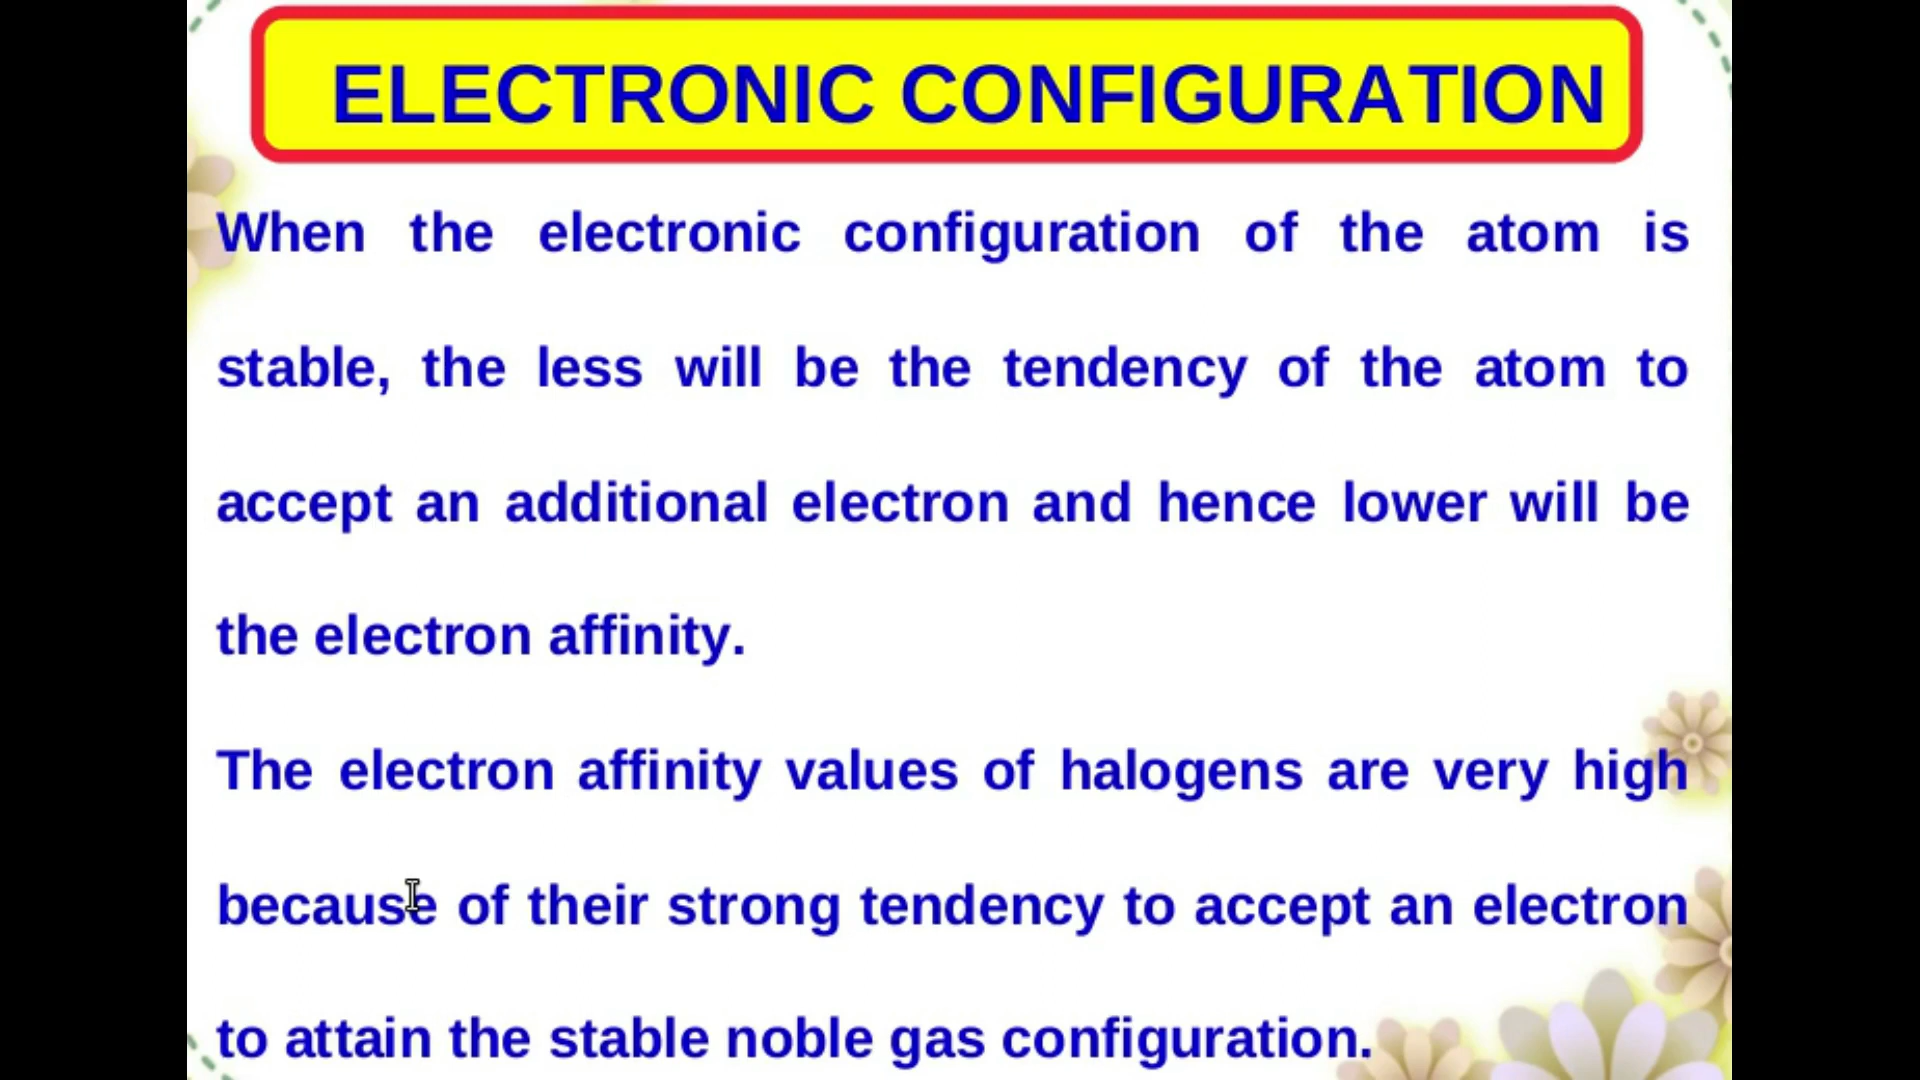 ELECTRONIC CONFIGURATION
When the electronic configuration of the atom is
stable, the less will be the tendency of the atom to
accept an additional electron and hence lower will be
the electron affinity.
The electron affinity values of halogens are very high
because of their strong tendency to accept an electron
to attain the stable noble gas configuration.